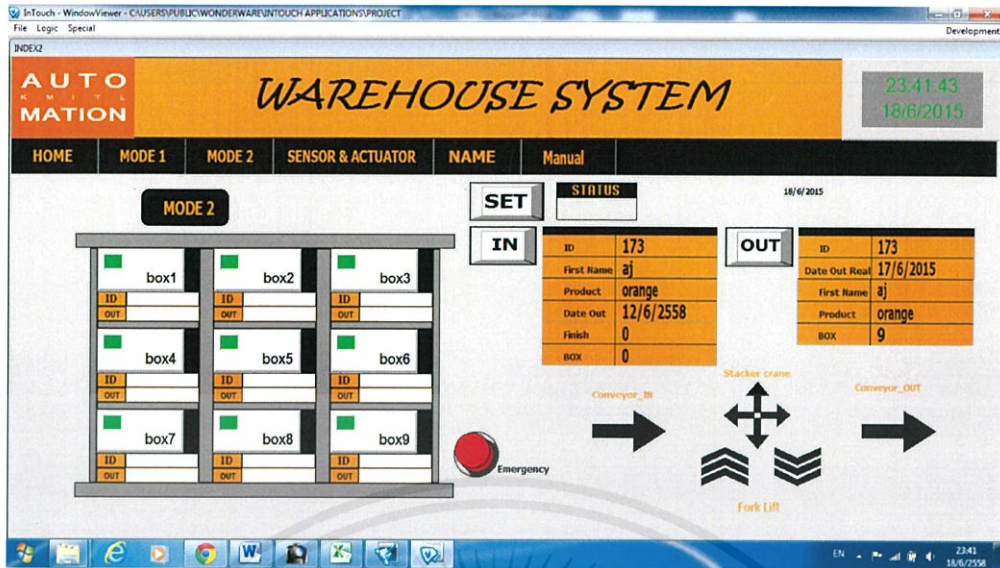 InTouch - WindowViewer - C:\USERS\PUBLIC\WONDERWARE\INTOUCH APPLICATIONS\PROJECT
File Logic Special
Development
INDEX2
AUTO
KMITL
MATION
WAREHOUSE SYSTEM
23:41:43
18/6/2015
HOME MODE 1 MODE 2 SENSOR & ACTUATOR NAME Manual
MODE 2
SET
STATUS
18/6/2015
IN
ID 173
First Name aj
Product orange
Date Out 12/6/2558
Finish 0
BOX 0
OUT
ID 173
Date Out Real 17/6/2015
First Name aj
Product orange
BOX 9
box1 box2 box3
ID ID ID
OUT OUT OUT
box4 box5 box6
ID ID ID
OUT OUT OUT
box7 box8 box9
ID ID ID
OUT OUT OUT
Emergency
Conveyor_IN
Stacker crane
Conveyor_OUT
Fork Lift
EN
23:41
18/6/2558